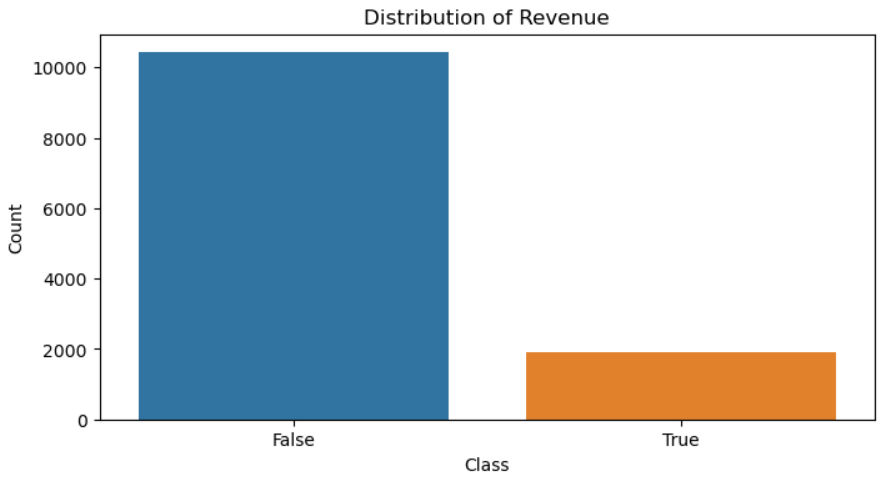 Distribution of Revenue
10000
8000
6000
4000
2000
0
Count
False
True
Class